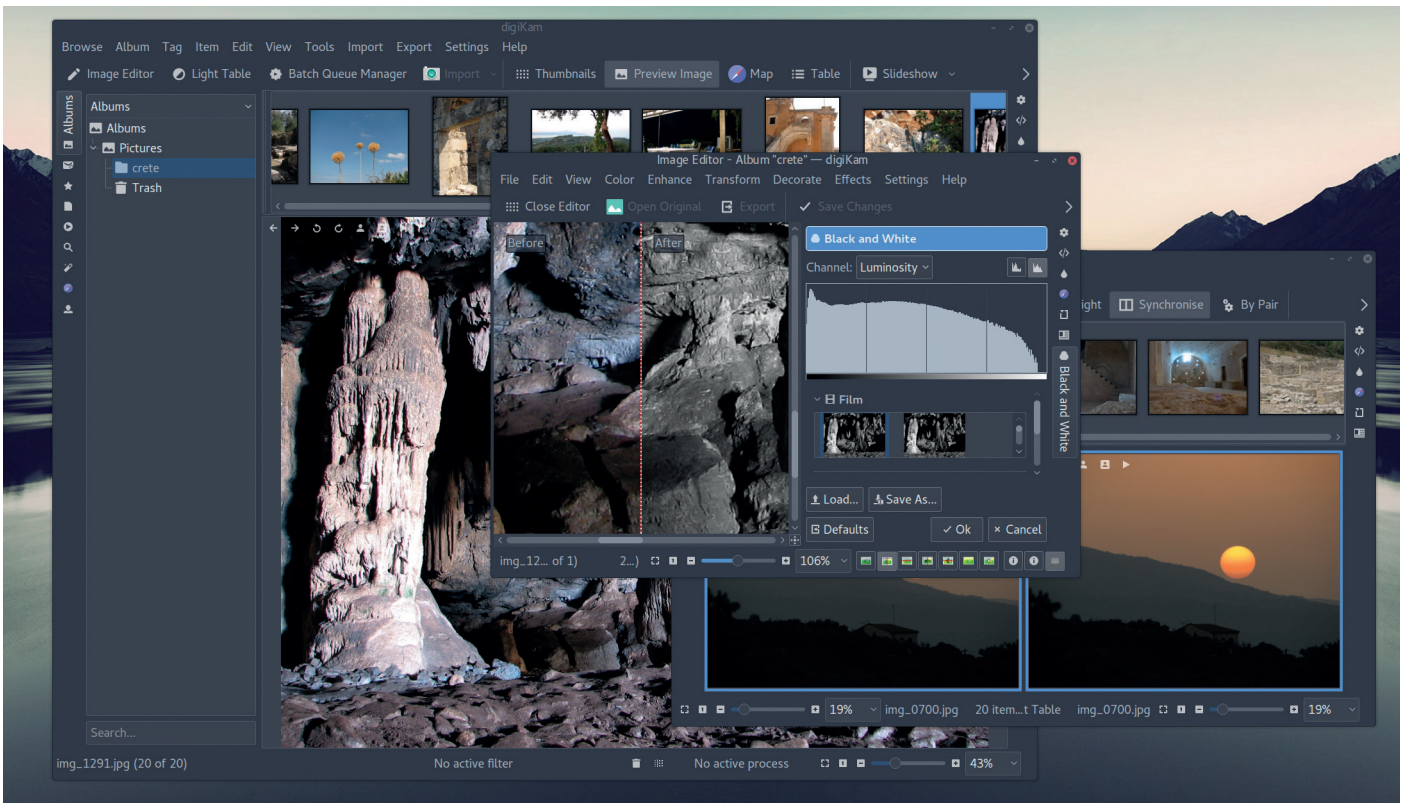 digiKam
Browse Album Tag Item Edit View Tools Import Export Settings Help
Image Editor Light Table Batch Queue Manager Import Thumbnails Preview Image Map Table Slideshow
Albums
Albums
Albums
Pictures
crete
Trash
Search...
img_1291.jpg (20 of 20) No active filter No active process 43%
Image Editor - Album "crete" — digiKam
File Edit View Color Enhance Transform Decorate Effects Settings Help
Close Editor Open Original Export Save Changes
Before After
Black and White
Channel: Luminosity
Film
Black and White
Load... Save As...
Defaults Ok Cancel
img_12... of 1) 2...) 106%
ight Synchronise By Pair
19% img_0700.jpg 20 item...t Table img_0700.jpg 19%